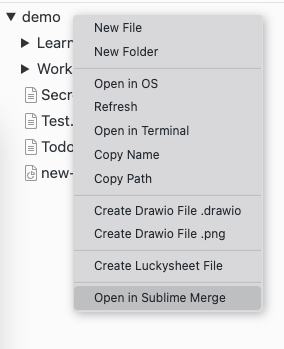 demo
Learn
Work
Secr
Test.
Todo
new-
New File
New Folder
Open in OS
Refresh
Open in Terminal
Copy Name
Copy Path
Create Drawio File .drawio
Create Drawio File .png
Create Luckysheet File
Open in Sublime Merge